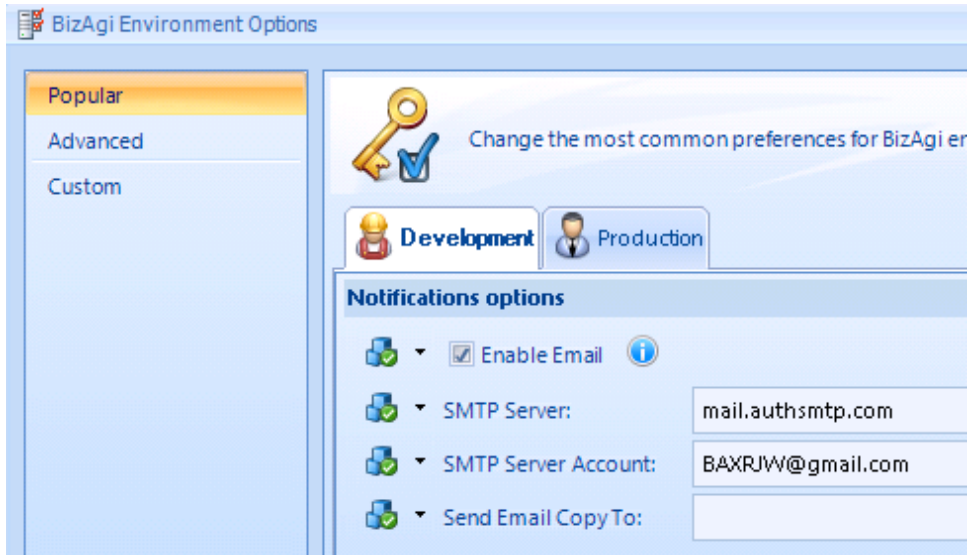 BizAgi Environment Options
Popular
Advanced
Custom
Change the most common preferences for BizAgi
Development
Production
Notifications options
Enable Email
SMTP Server:
mail.authsmtp.com
SMTP Server Account:
BAXRJW@gmail.com
Send Email Copy To: